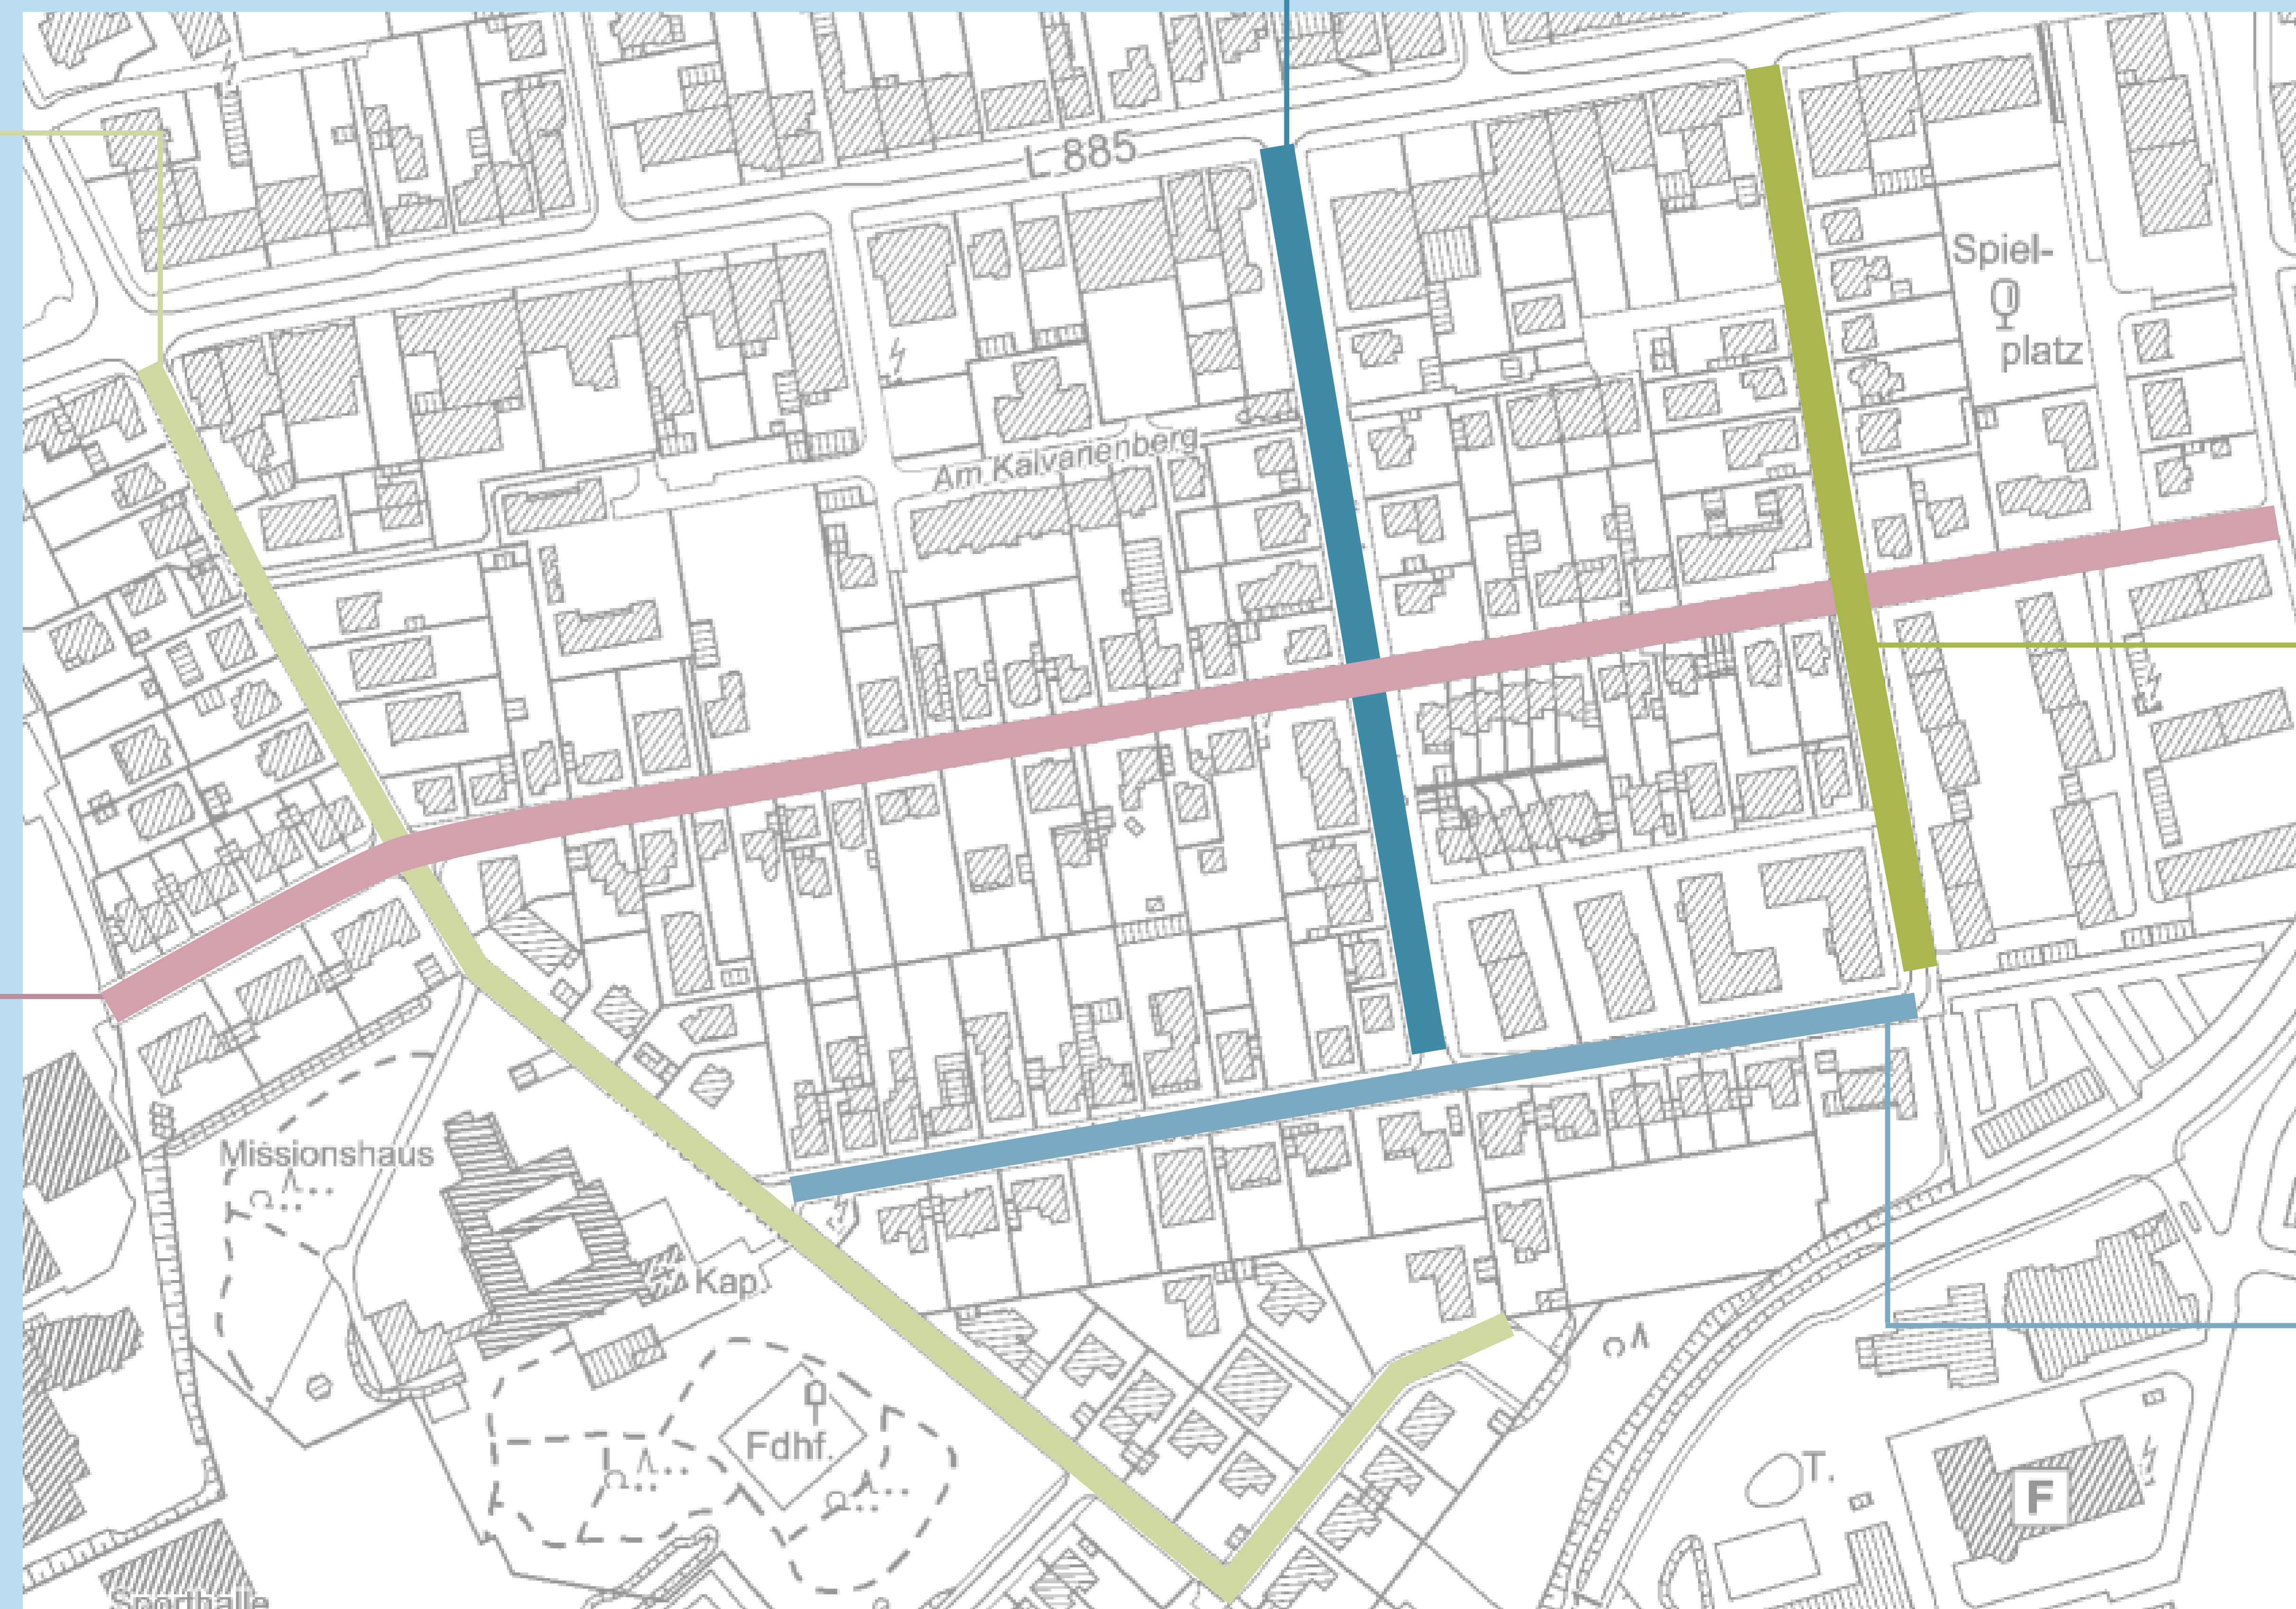 L 885
Spiel-
platz
Am Kalvarienberg
Missionshaus
Kap.
Fdhf.
T.
F
Sporthalle